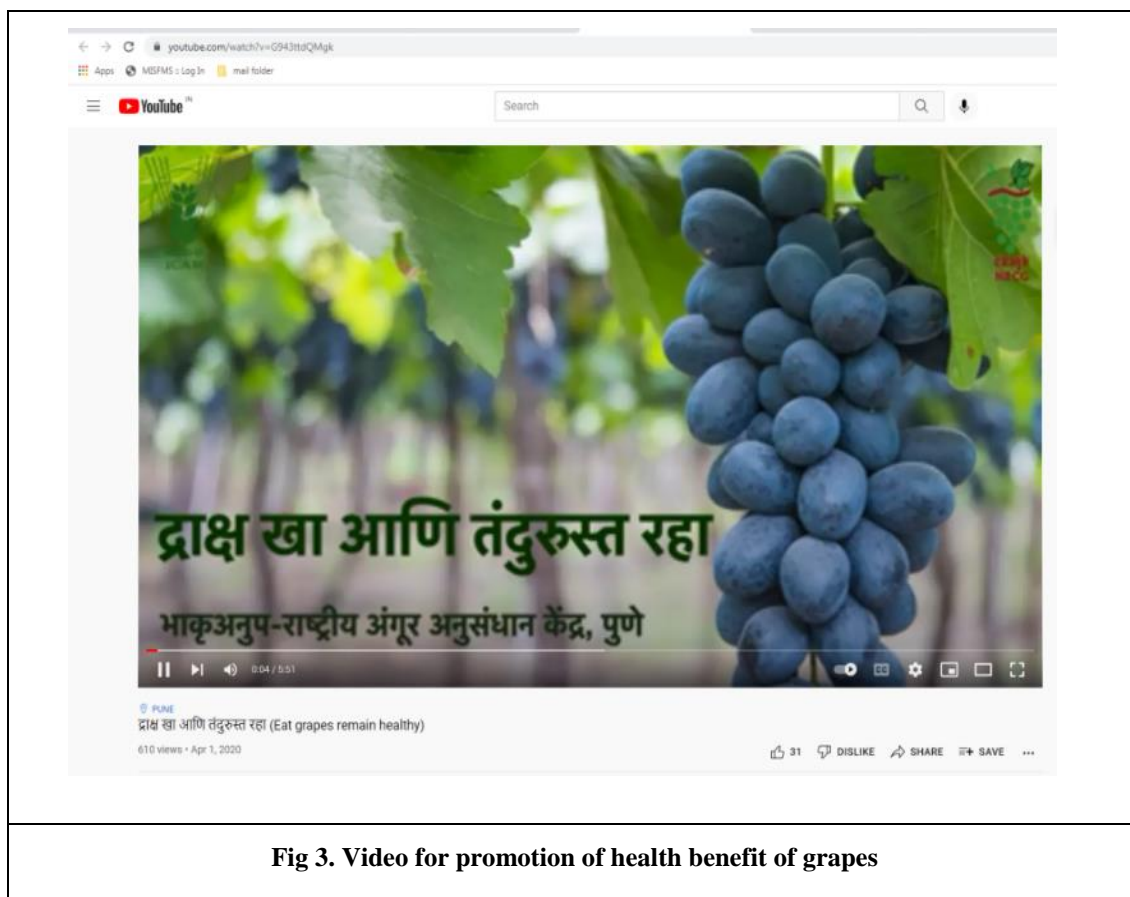 youtube.com/watch?v=G943ttdQMgk
Apps MISFMS :: Log In mail folder
YouTube IN
Search
ICAR
NRCG
द्राक्ष खा आणि तंदुरुस्त रहा
भाकृअनुप-राष्ट्रीय अंगूर अनुसंधान केंद्र, पुणे
0:04 / 5:51
PUNE
द्राक्ष खा आणि तंदुरुस्त रहा (Eat grapes remain healthy)
610 views • Apr 1, 2020
31 DISLIKE SHARE SAVE
Fig 3. Video for promotion of health benefit of grapes